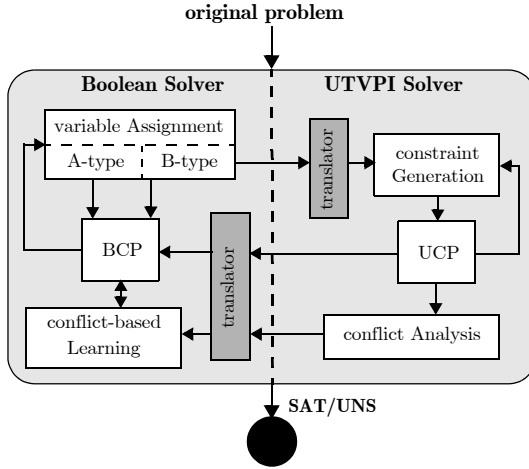 original problem
Boolean Solver
UTVPI Solver
variable Assignment
A-type
B-type
translator
constraint
Generation
BCP
translator
UCP
conflict-based
Learning
conflict Analysis
SAT/UNS